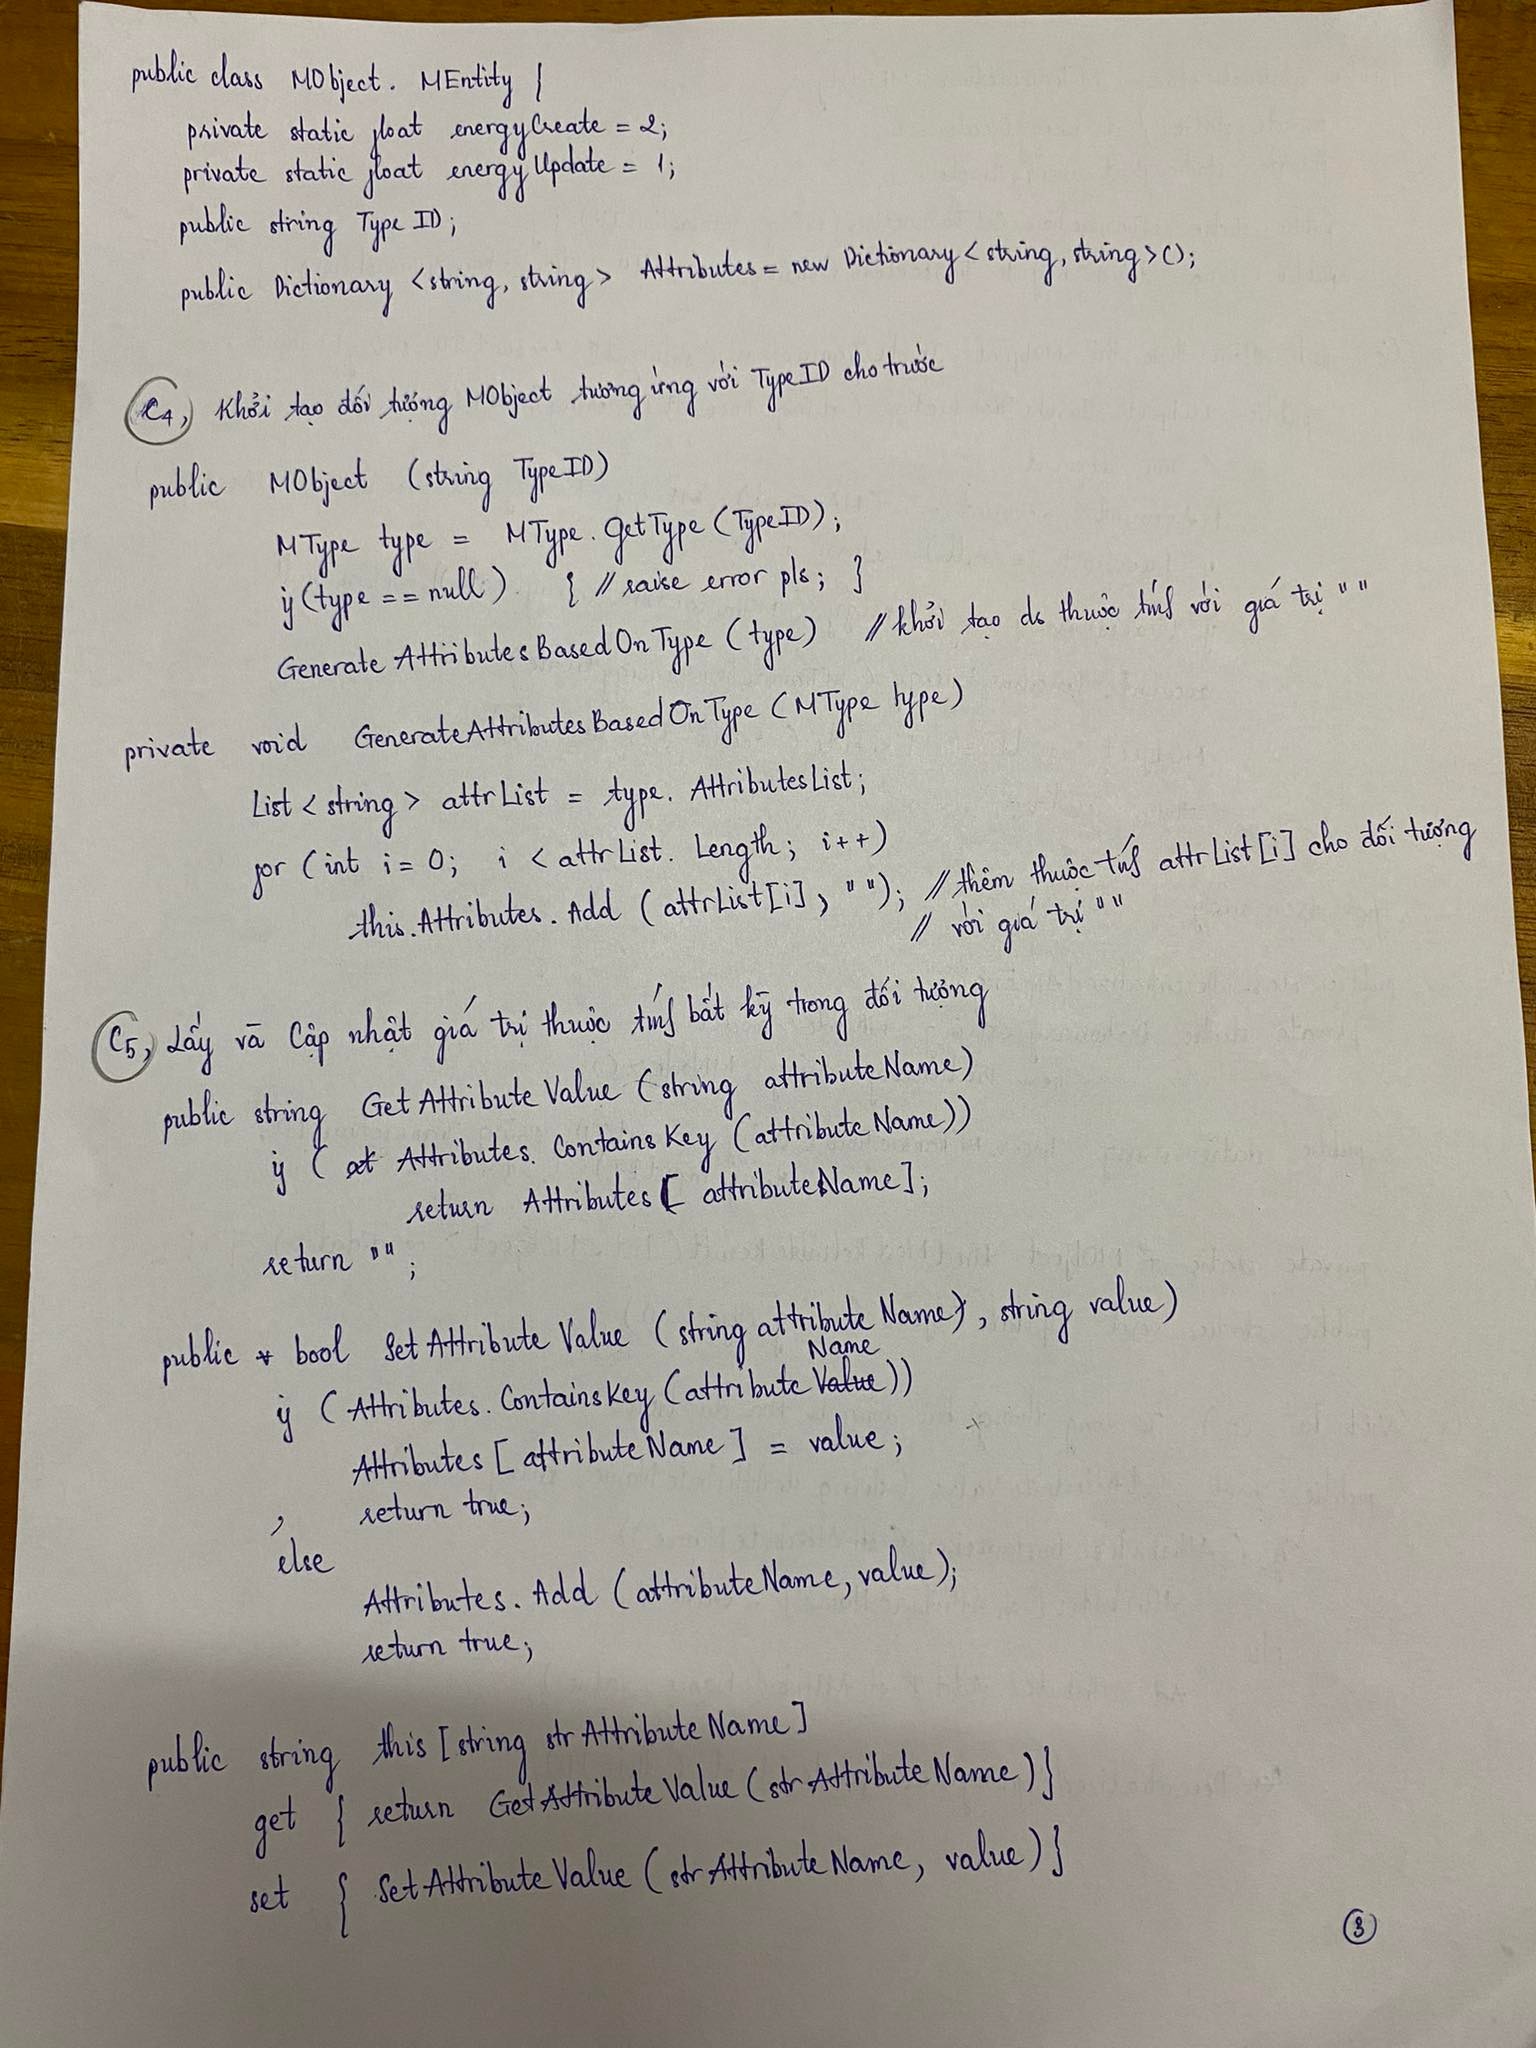 public class MObject. MEntity {
private static float energyCreate = 2;
private static float energyUpdate = 1;
public string TypeID;
public Dictionary <string, string> Attributes = new Dictionary <string, string>();
C4, Khởi tạo đối tượng MObject tương ứng với TypeID cho trước
public MObject (string TypeID)
MType type = MType.GetType(TypeID);
if (type == null) { // raise error pls; }
GenerateAttributesBasedOnType (type) // khởi tạo ds thuộc tính với giá trị ""
private void GenerateAttributesBasedOnType (MType type)
List <string> attrList = type. AttributesList;
for (int i = 0; i < attrList. Length; i++)
this.Attributes.Add (attrList[i], ""); // thêm thuộc tính attrList[i] cho đối tượng
// với giá trị ""
C5, Lấy và Cập nhật giá trị thuộc tính bất kỳ trong đối tượng
public string GetAttributeValue (string attributeName)
if (Attributes.ContainsKey (attributeName))
return Attributes [attributeName];
return "";
public bool SetAttributeValue (string attributeName, string value)
if (Attributes.ContainsKey (attributeName))
Attributes [attributeName] = value;
return true;
else
Attributes.Add (attributeName, value);
return true;
public string this [string strAttributeName]
get { return GetAttributeValue (strAttributeName)}
set { SetAttributeValue (strAttributeName, value)}
3